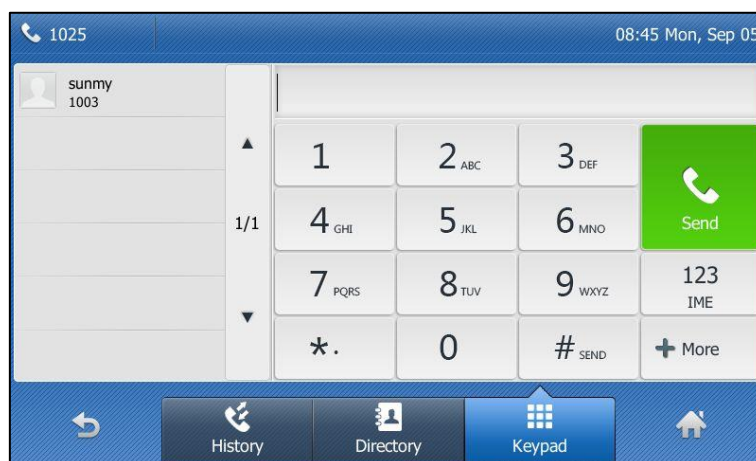 1025
08:45 Mon, Sep 05
sunmy
1003
1/1
1
2 ABC
3 DEF
Send
4 GHI
5 JKL
6 MNO
7 PQRS
8 TUV
9 WXYZ
123
IME
*.
0
# SEND
+ More
History
Directory
Keypad